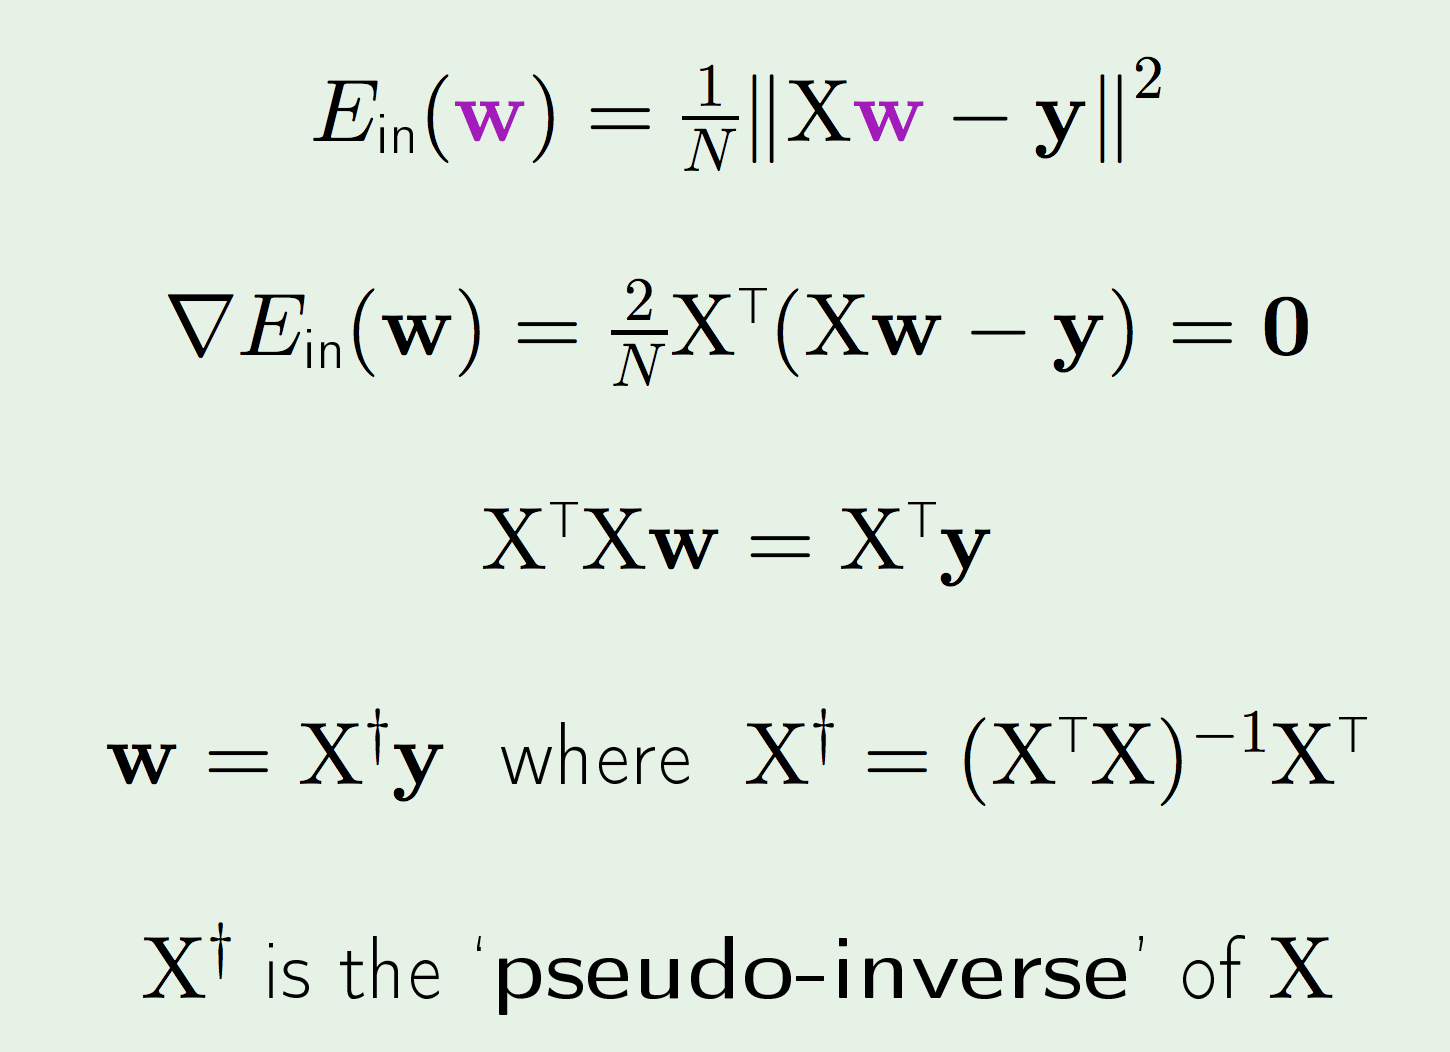 E_in(w) = 1/N ‖Xw − y‖²
∇E_in(w) = 2/N Xᵀ(Xw − y) = 0
XᵀXw = Xᵀy
w = X†y where X† = (XᵀX)⁻¹Xᵀ
X† is the ‘pseudo-inverse’ of X